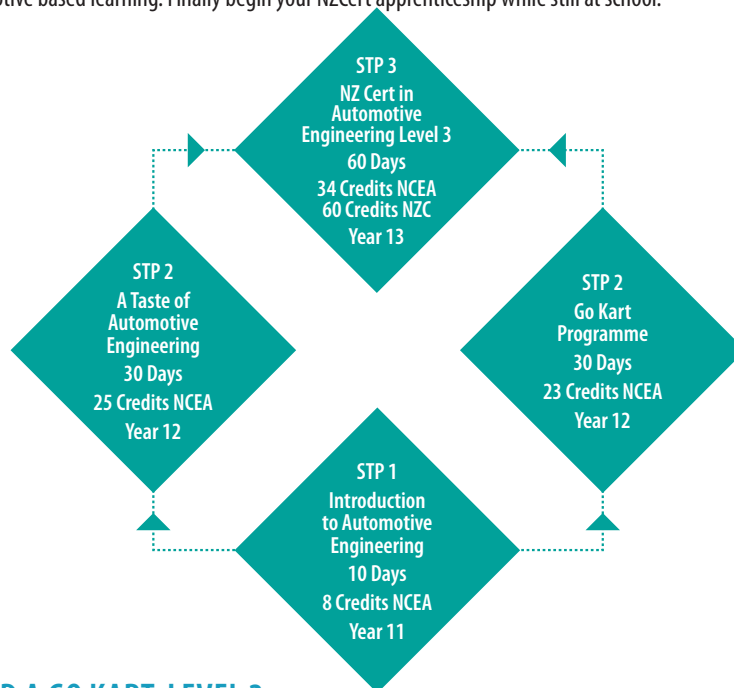 based learning. Finally begin your NZCert apprenticeship while still at school.
STP 3
NZ Cert in
Automotive
Engineering Level 3
60 Days
34 Credits NCEA
60 Credits NZC
Year 13
STP 2
A Taste of
Automotive
Engineering
30 Days
25 Credits NCEA
Year 12
STP 2
Go Kart
Programme
30 Days
23 Credits NCEA
Year 12
STP 1
Introduction
to Automotive
Engineering
10 Days
8 Credits NCEA
Year 11
A GO KART